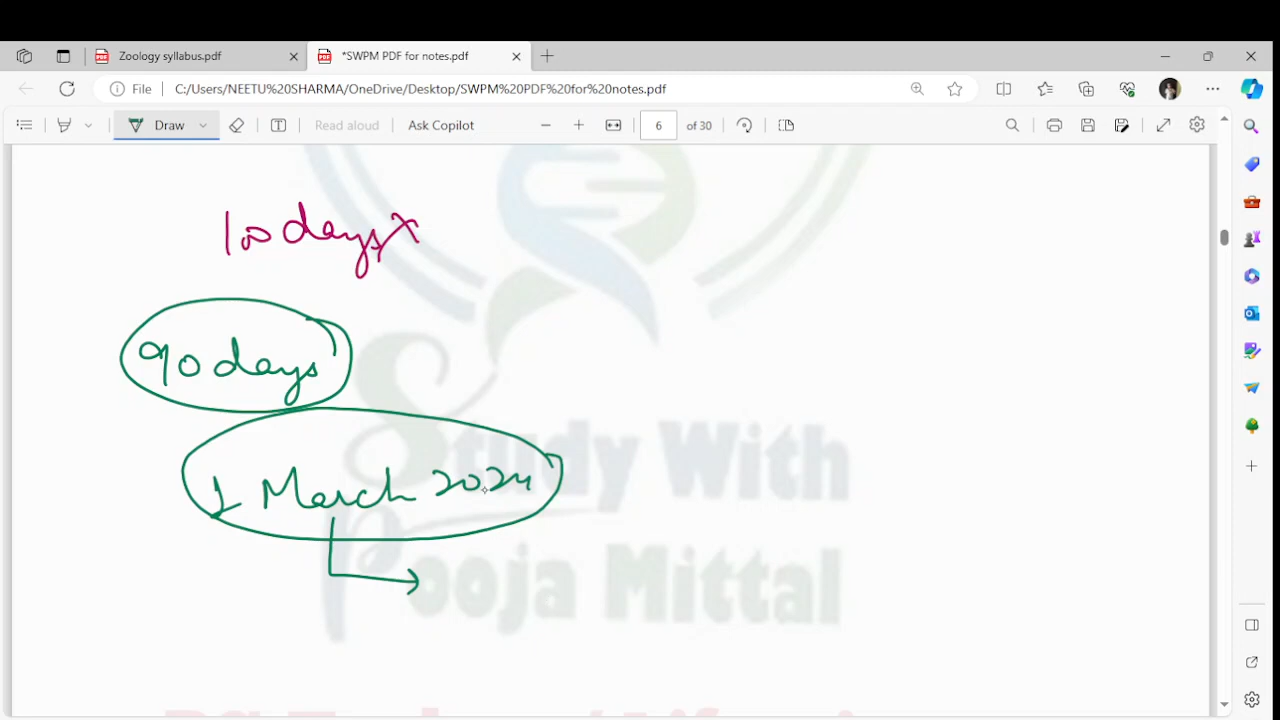 Zoology syllabus.pdf
*SWPM PDF for notes.pdf
File
C:/Users/NEETU%20SHARMA/OneDrive/Desktop/SWPM%20PDF%20for%20notes.pdf
Draw
Read aloud
Ask Copilot
6 of 30
10 days x
90 days
1 March 2024
Study With
Pooja Mittal